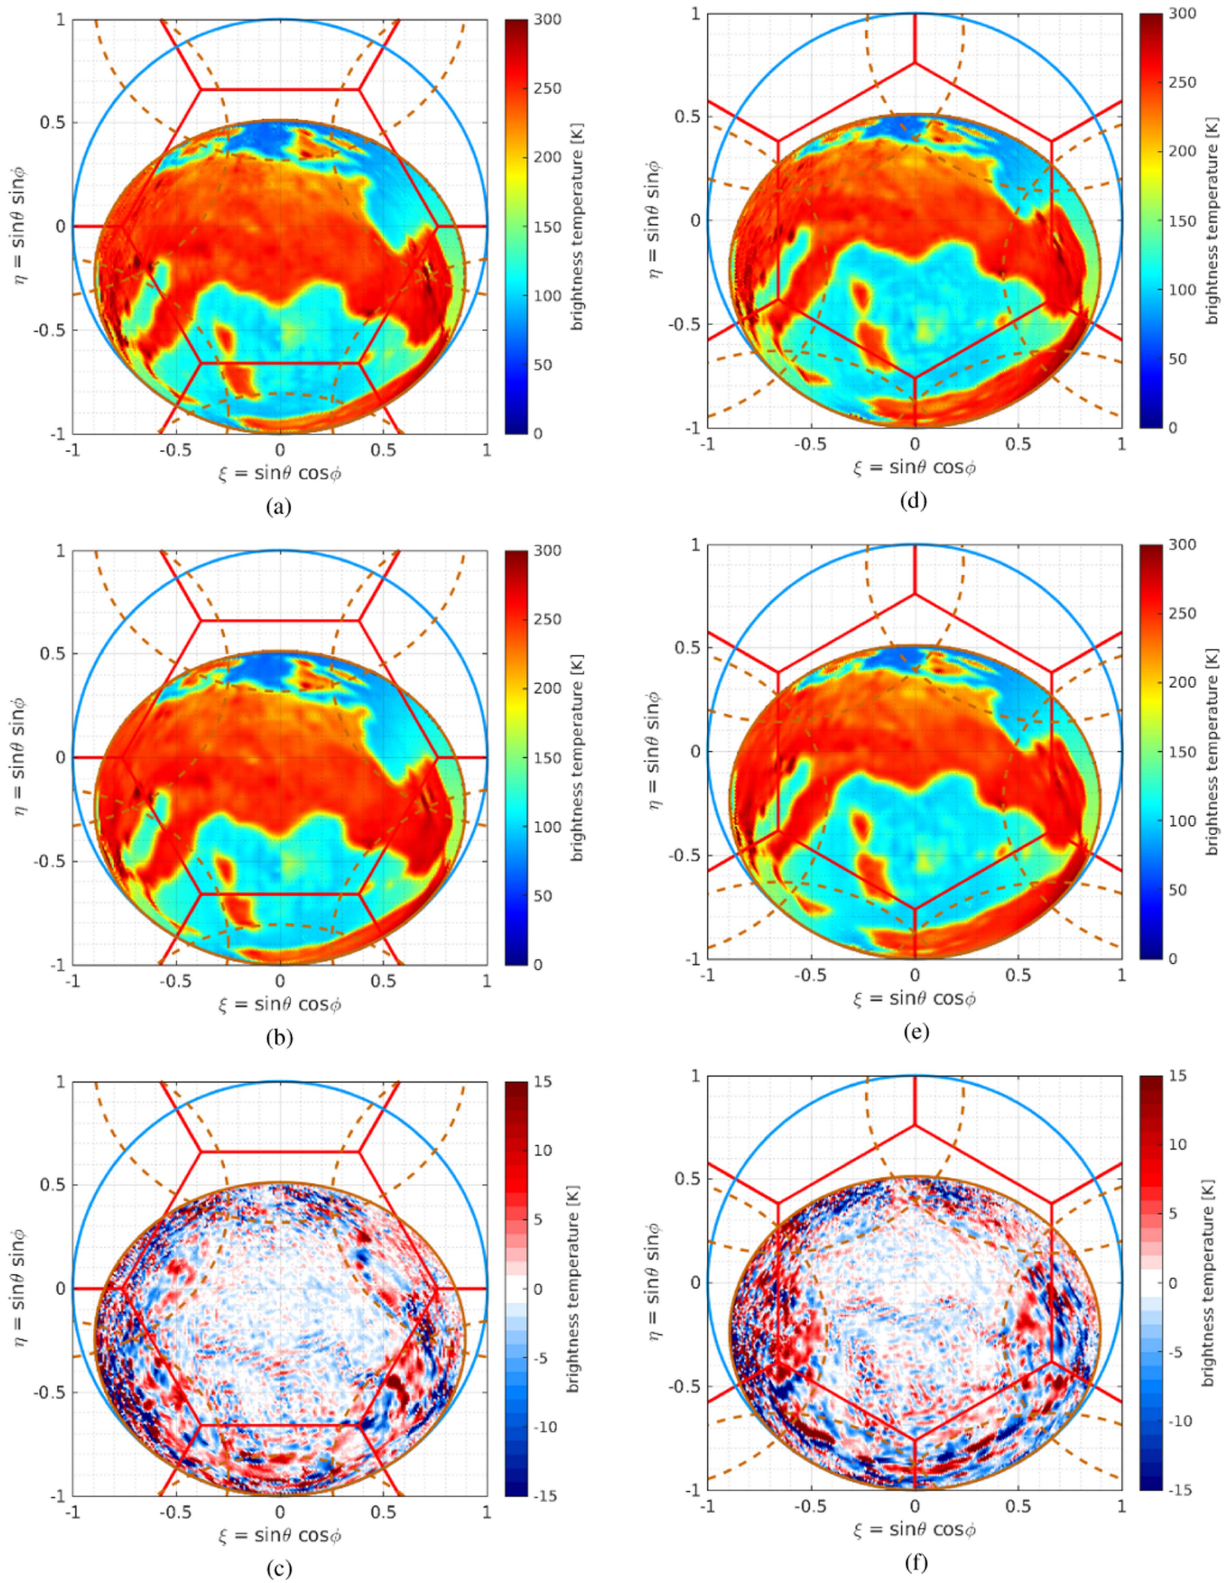 1
0.5
0
-0.5
-1
-1 -0.5 0 0.5 1
η = sinθ sinϕ
ξ = sinθ cosϕ
300
250
200
150
100
50
0
brightness temperature [K]
(a)
1
0.5
0
-0.5
-1
-1 -0.5 0 0.5 1
η = sinθ sinϕ
ξ = sinθ cosϕ
300
250
200
150
100
50
0
brightness temperature [K]
(d)
1
0.5
0
-0.5
-1
-1 -0.5 0 0.5 1
η = sinθ sinϕ
ξ = sinθ cosϕ
300
250
200
150
100
50
0
brightness temperature [K]
(b)
1
0.5
0
-0.5
-1
-1 -0.5 0 0.5 1
η = sinθ sinϕ
ξ = sinθ cosϕ
300
250
200
150
100
50
0
brightness temperature [K]
(e)
1
0.5
0
-0.5
-1
-1 -0.5 0 0.5 1
η = sinθ sinϕ
ξ = sinθ cosϕ
15
10
5
0
-5
-10
-15
brightness temperature [K]
(c)
1
0.5
0
-0.5
-1
-1 -0.5 0 0.5 1
η = sinθ sinϕ
ξ = sinθ cosϕ
15
10
5
0
-5
-10
-15
brightness temperature [K]
(f)